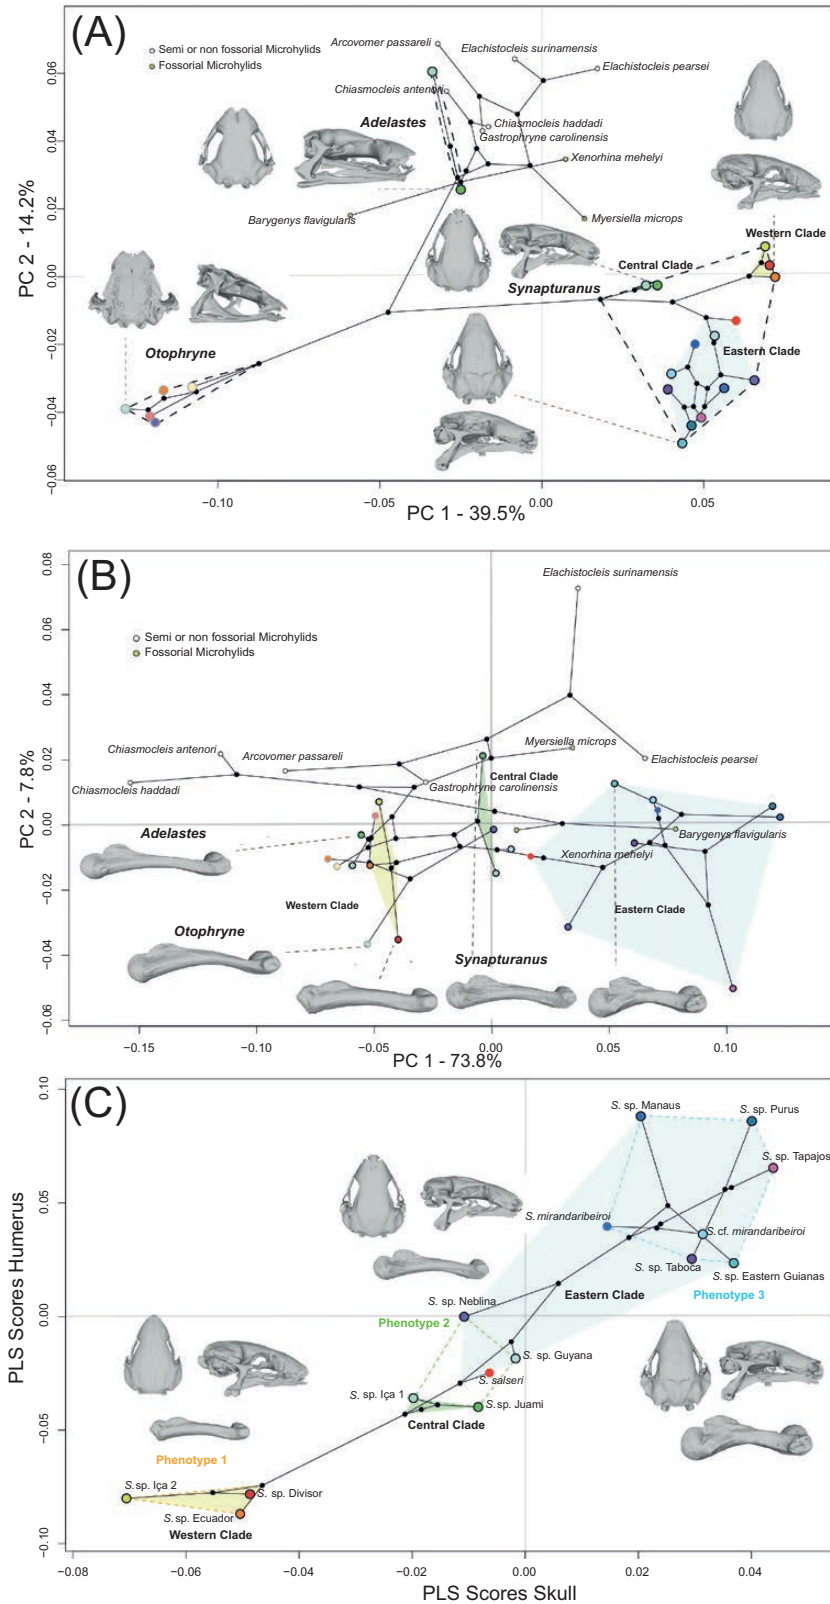 (A)
Arcovomer passareli
Elachistocleis surinamensis
Semi or non fossorial Microhylids
Fossorial Microhylids
Elachistocleis pearsei
Chiasmocleis antenori
Adelastes
Chiasmocleis haddadi
Gastrophryne carolinensis
Xenorhina mehelyi
Barygenys flavigularis
Myersiella microps
Western Clade
Central Clade
Synapturanus
Otophryne
Eastern Clade
PC 2 - 14.2%
0.06
0.04
0.02
0.00
−0.02
−0.04
−0.06
−0.10
−0.05
0.00
0.05
PC 1 - 39.5%
(B)
Elachistocleis surinamensis
Semi or non fossorial Microhylids
Fossorial Microhylids
Chiasmocleis antenori
Arcovomer passareli
Myersiella microps
Elachistocleis pearsei
Chiasmocleis haddadi
Central Clade
Gastrophryne carolinensis
Adelastes
Barygenys flavigularis
Xenorhina mehelyi
Western Clade
Eastern Clade
Otophryne
Synapturanus
PC 2 - 7.8%
0.08
0.06
0.04
0.02
0.00
−0.02
−0.04
−0.06
−0.15
−0.10
−0.05
0.00
0.05
0.10
PC 1 - 73.8%
(C)
S. sp. Manaus
S. sp. Purus
S. sp. Tapajos
S. mirandaribeiroi
S. cf. mirandaribeiroi
S. sp. Taboca
S. sp. Eastern Guianas
Eastern Clade
Phenotype 3
S. sp. Neblina
Phenotype 2
S. sp. Guyana
S. salseri
S. sp. Iça 1
S. sp. Juami
Central Clade
Phenotype 1
S. sp. Iça 2
S. sp. Divisor
S. sp. Ecuador
Western Clade
PLS Scores Humerus
0.10
0.05
0.00
−0.05
−0.10
−0.08
−0.06
−0.04
−0.02
0.00
0.02
0.04
PLS Scores Skull